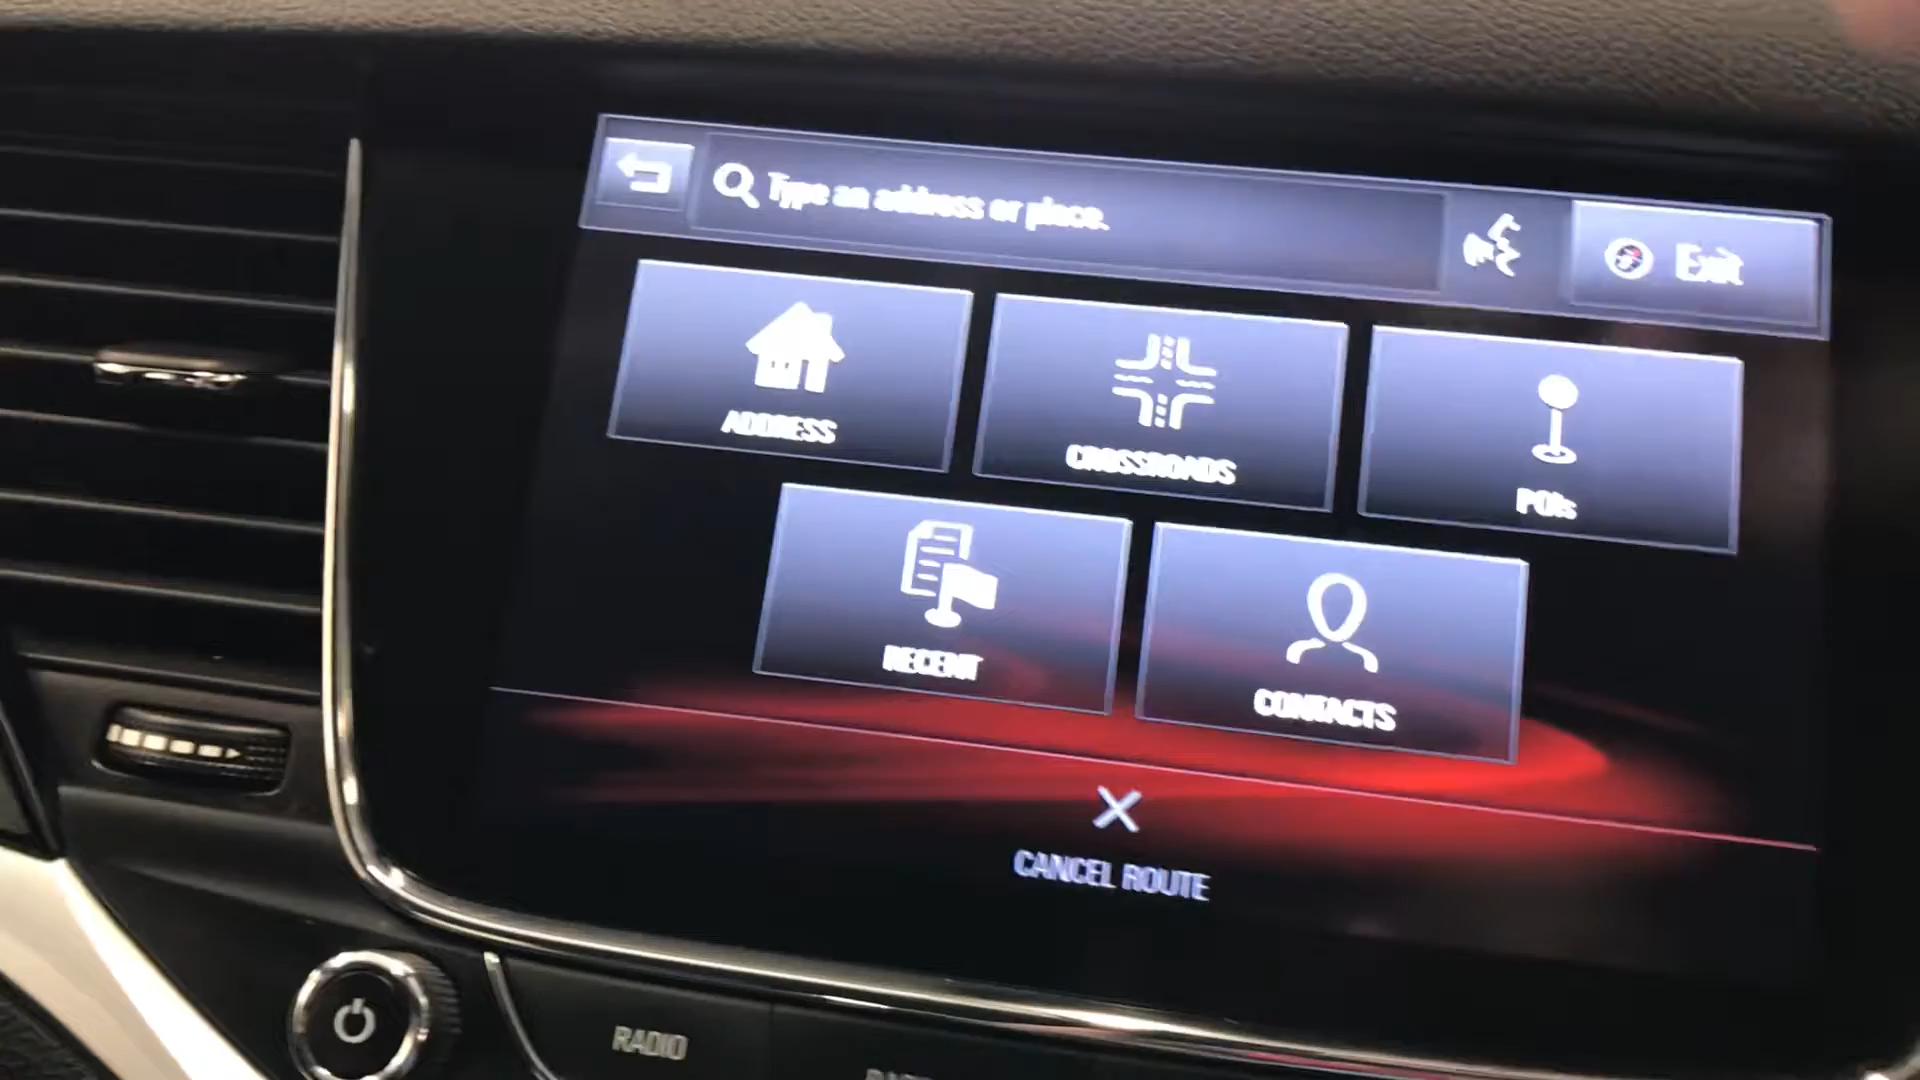 Type an address or place.
Exit
ADDRESS
CROSSROADS
POIs
RECENT
CONTACTS
CANCEL ROUTE
RADIO